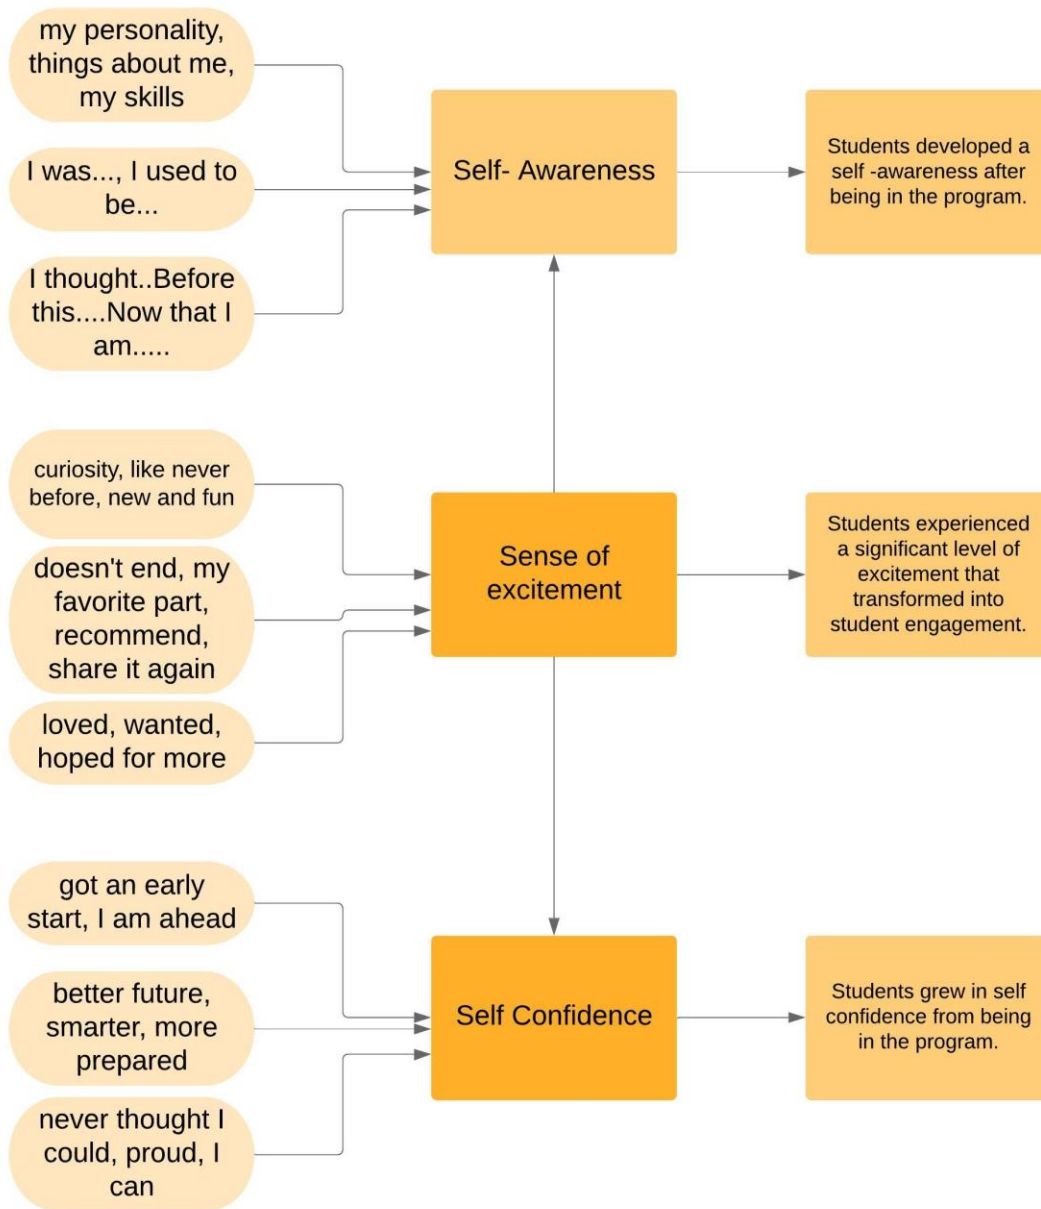 my personality,
things about me,
my skills
I was..., I used to
be...
I thought..Before
this....Now that I
am.....
Self- Awareness
Students developed a
self -awareness after
being in the program.
curiosity, like never
before, new and fun
doesn't end, my
favorite part,
recommend,
share it again
loved, wanted,
hoped for more
Sense of
excitement
Students experienced
a significant level of
excitement that
transformed into
student engagement.
got an early
start, I am ahead
better future,
smarter, more
prepared
never thought I
could, proud, I
can
Self Confidence
Students grew in self
confidence from being
in the program.